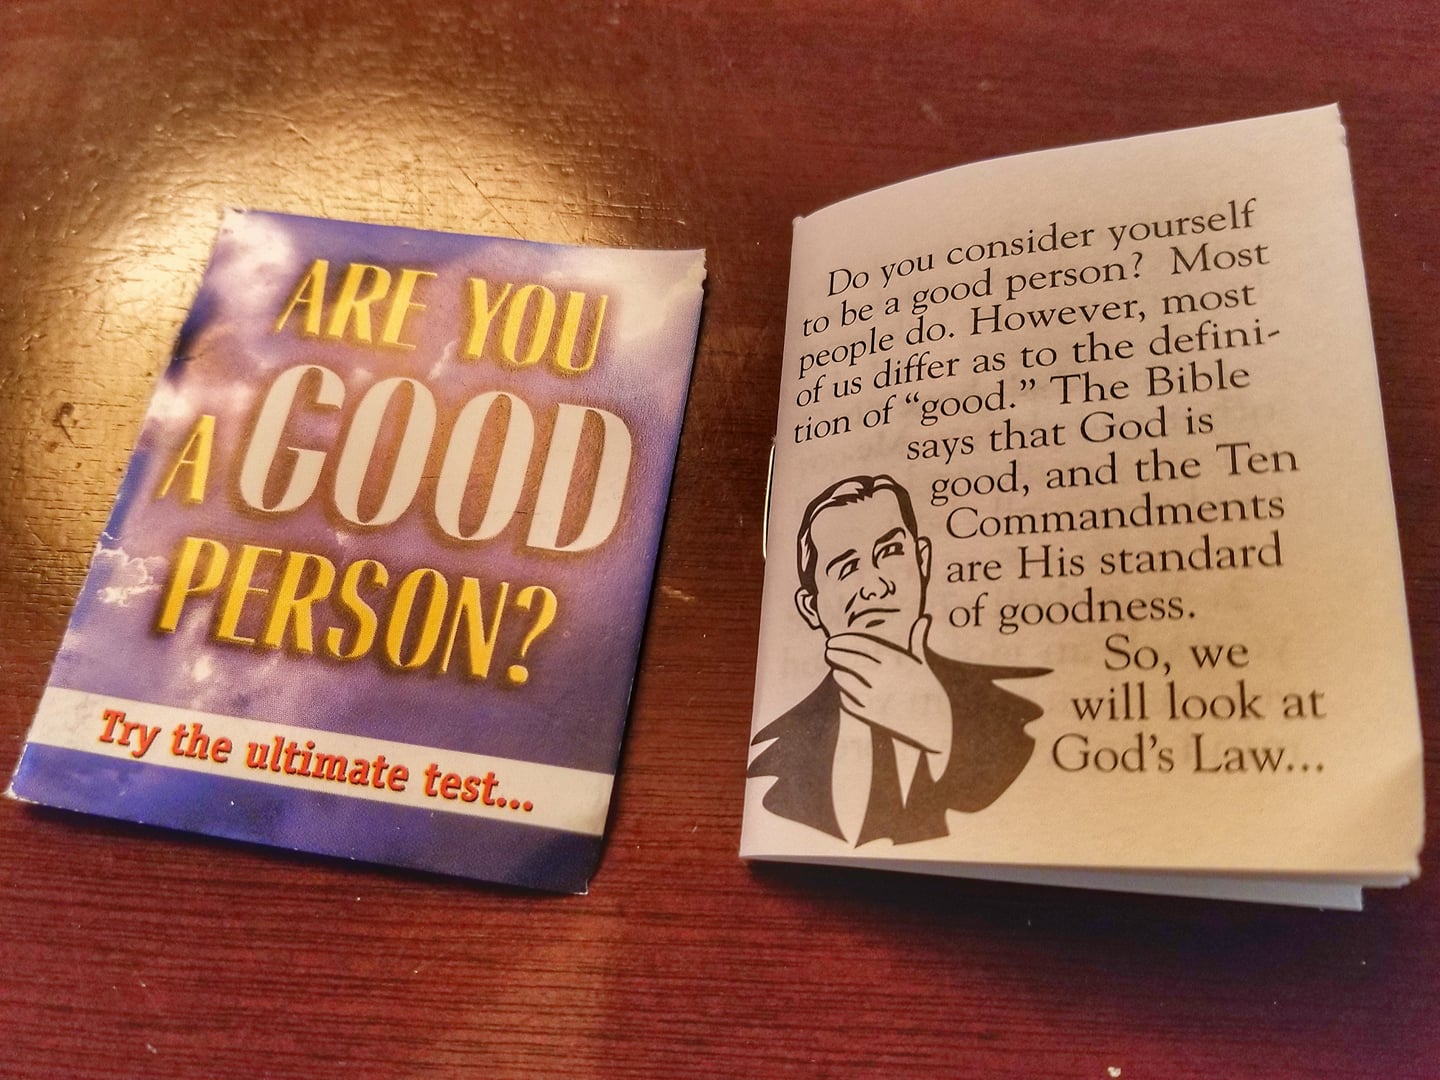 ARE YOU
A GOOD
PERSON?
Try the ultimate test...
Do you consider yourself
to be a good person? Most
people do. However, most
of us differ as to the defini-
tion of “good.” The Bible
says that God is
good, and the Ten
Commandments
are His standard
of goodness.
So, we
will look at
God’s Law...